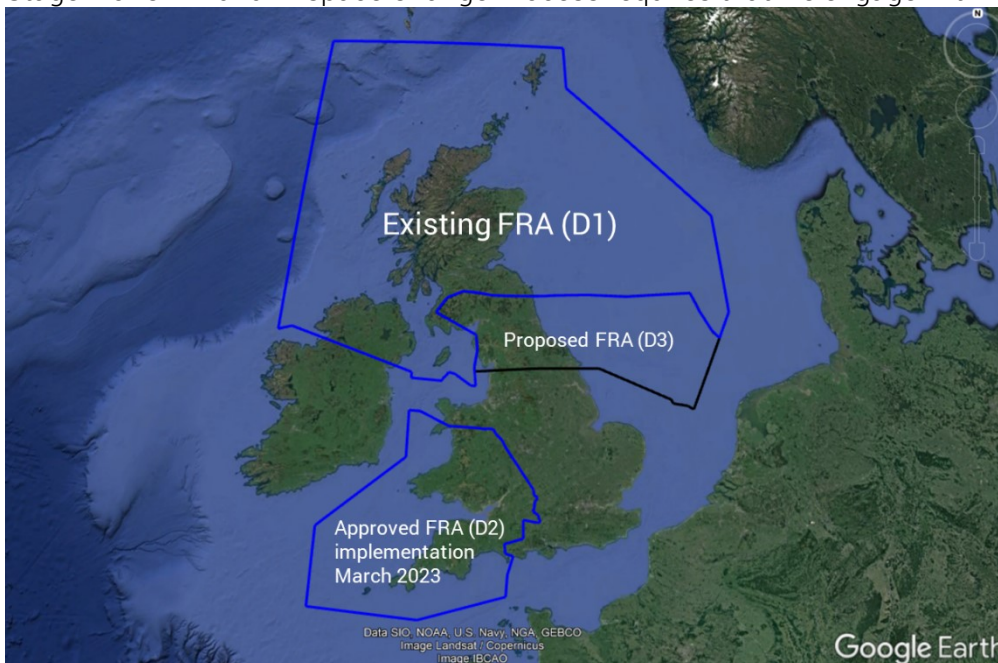 N
Existing FRA (D1)
Proposed FRA (D3)
Approved FRA (D2)
implementation
March 2023
Data SIO, NOAA, U.S. Navy, NGA, GEBCO
Image Landsat / Copernicus
Image IBCAO
Google Earth